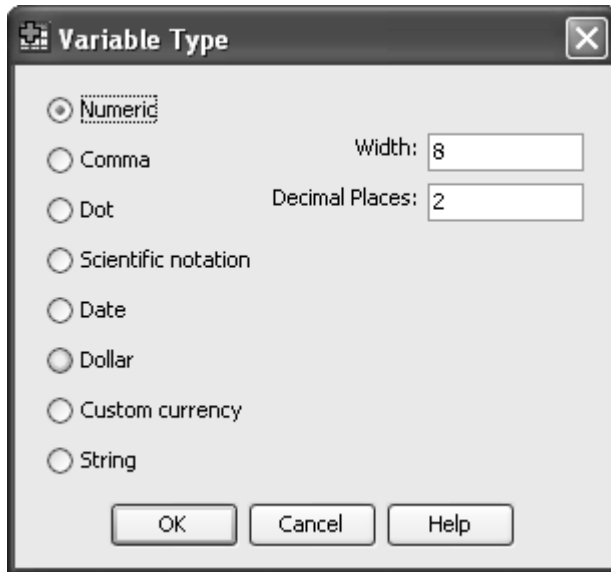 Variable Type
Numeric
Comma
Width: 8
Dot
Decimal Places: 2
Scientific notation
Date
Dollar
Custom currency
String
OK Cancel Help